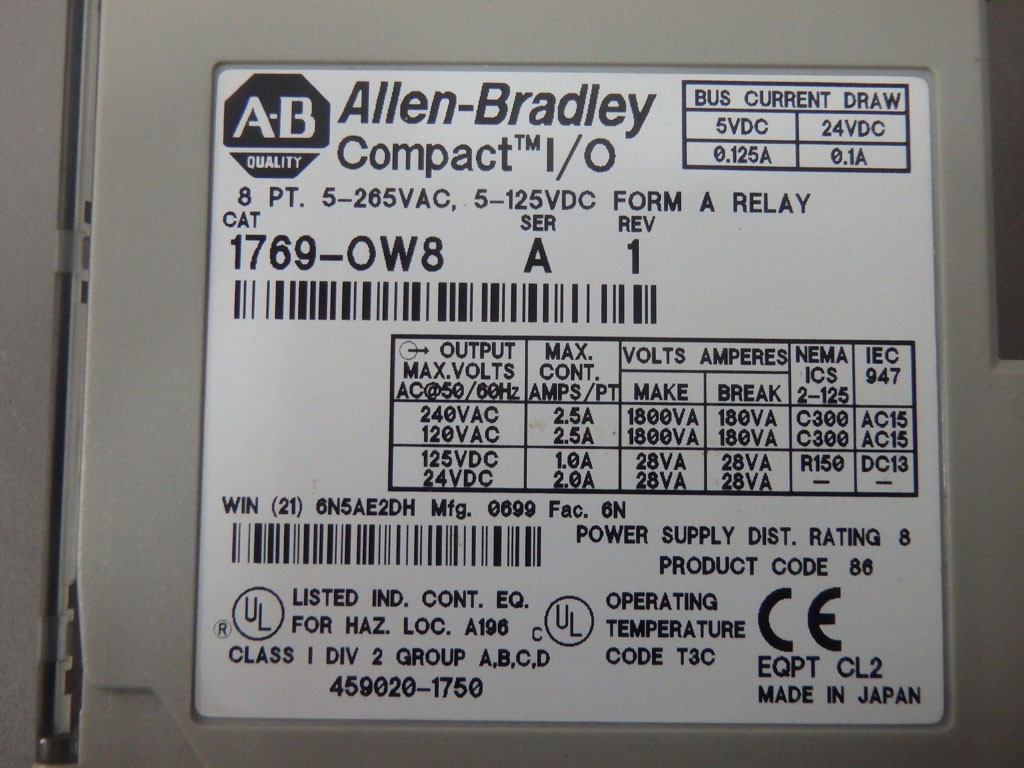 A-B
QUALITY
Allen-Bradley
Compact™ I/O
BUS CURRENT DRAW
5VDC 24VDC
0.125A 0.1A
8 PT. 5-265VAC, 5-125VDC FORM A RELAY
CAT SER REV
1769-OW8 A 1
OUTPUT MAX. VOLTS AMPERES NEMA IEC
MAX.VOLTS CONT. ICS 947
AC@50/60Hz AMPS/PT MAKE BREAK 2-125
240VAC 2.5A 1800VA 180VA C300 AC15
120VAC 2.5A 1800VA 180VA C300 AC15
125VDC 1.0A 28VA 28VA R150 DC13
24VDC 2.0A 28VA 28VA — —
WIN (21) 6N5AE2DH Mfg. 0699 Fac. 6N
POWER SUPPLY DIST. RATING 8
PRODUCT CODE 86
® UL LISTED IND. CONT. EQ.
FOR HAZ. LOC. A196
CLASS I DIV 2 GROUP A,B,C,D
459020-1750
C UL OPERATING
TEMPERATURE
CODE T3C
CE
EQPT CL2
MADE IN JAPAN